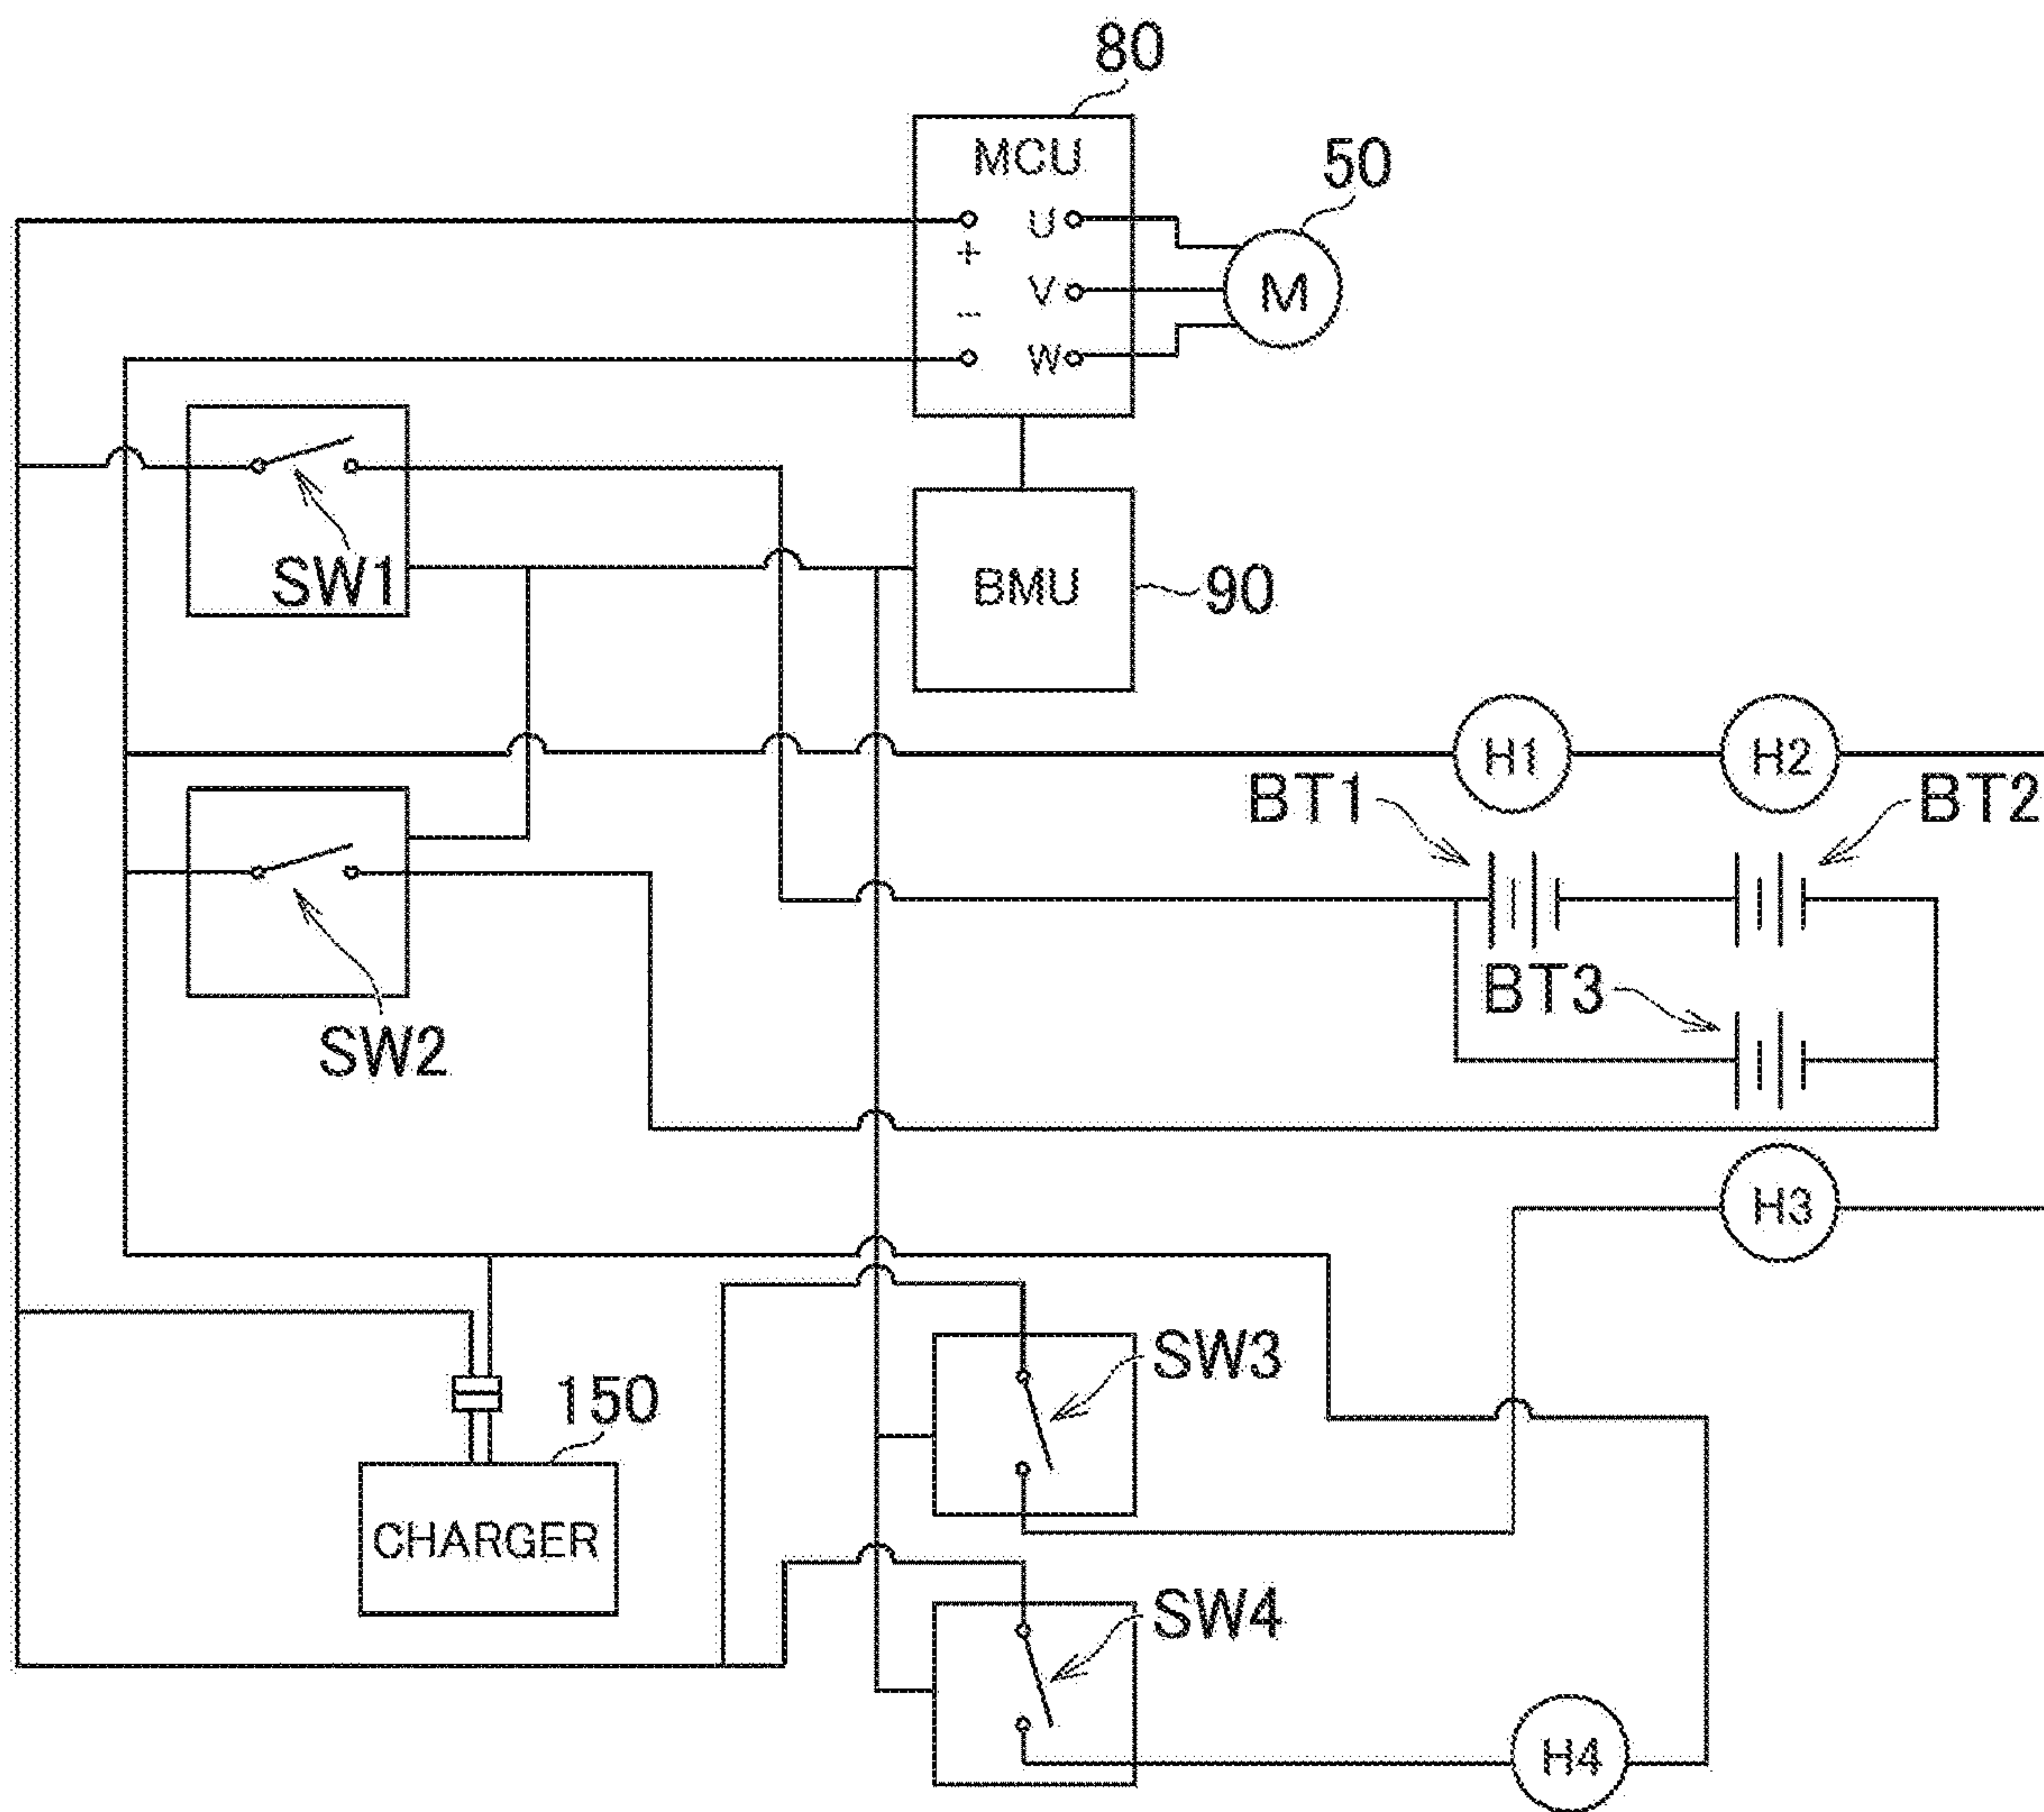 80
MCU
50
U
+
V
M
−
W
SW1
BMU
90
H1
H2
BT1
BT2
BT3
SW2
H3
SW3
150
CHARGER
SW4
H4